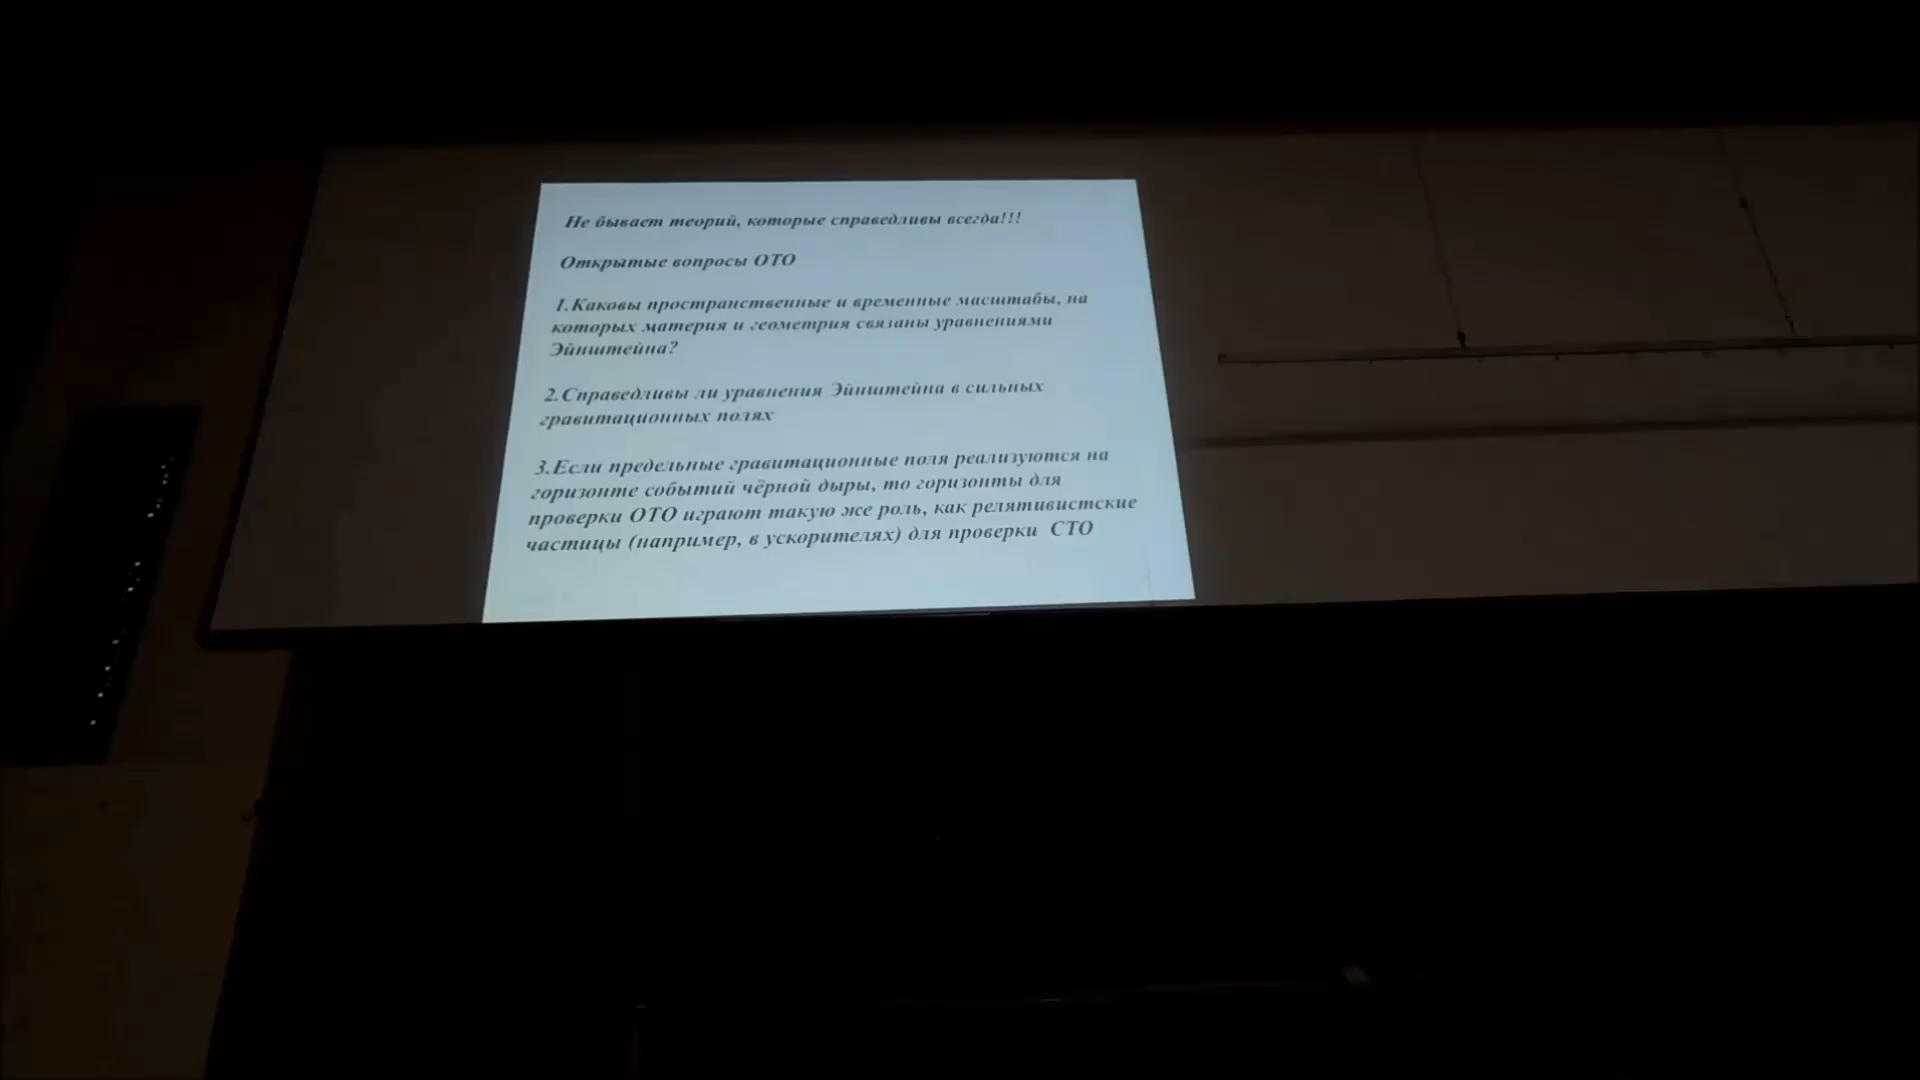 Не бывает теорий, которые справедливы всегда!!!
Открытые вопросы ОТО
1.Каковы пространственные и временные масштабы, на
которых материя и геометрия связаны уравнениями
Эйнштейна?
2.Справедливы ли уравнения Эйнштейна в сильных
гравитационных полях
3.Если предельные гравитационные поля реализуются на
горизонте событий чёрной дыры, то горизонты для
проверки ОТО играют такую же роль, как релятивистские
частицы (например, в ускорителях) для проверки СТО